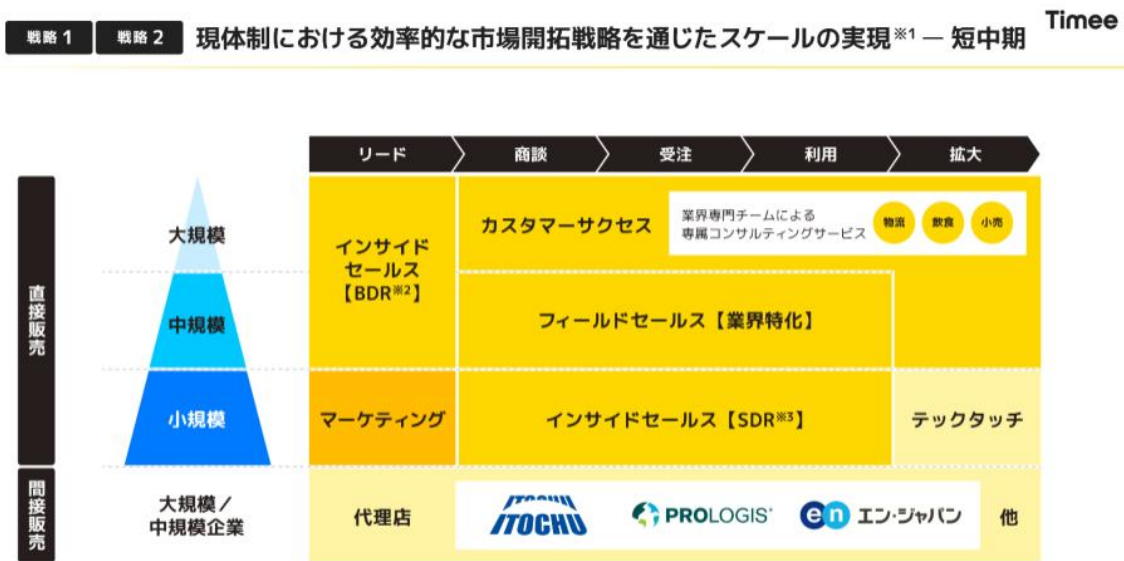 戦略 1
戦略 2
現体制における効率的な市場開拓戦略を通じたスケールの実現※1 — 短中期
Timee
リード
商談
受注
利用
拡大
直接販売
大規模
中規模
小規模
インサイド
セールス
【BDR※2】
カスタマーサクセス
業界専門チームによる
専属コンサルティングサービス
物流
飲食
小売
フィールドセールス【業界特化】
マーケティング
インサイドセールス【SDR※3】
テックタッチ
間接販売
大規模／
中規模企業
代理店
ITOCHU
ITOCHU
PROLOGIS
en エン・ジャパン
他